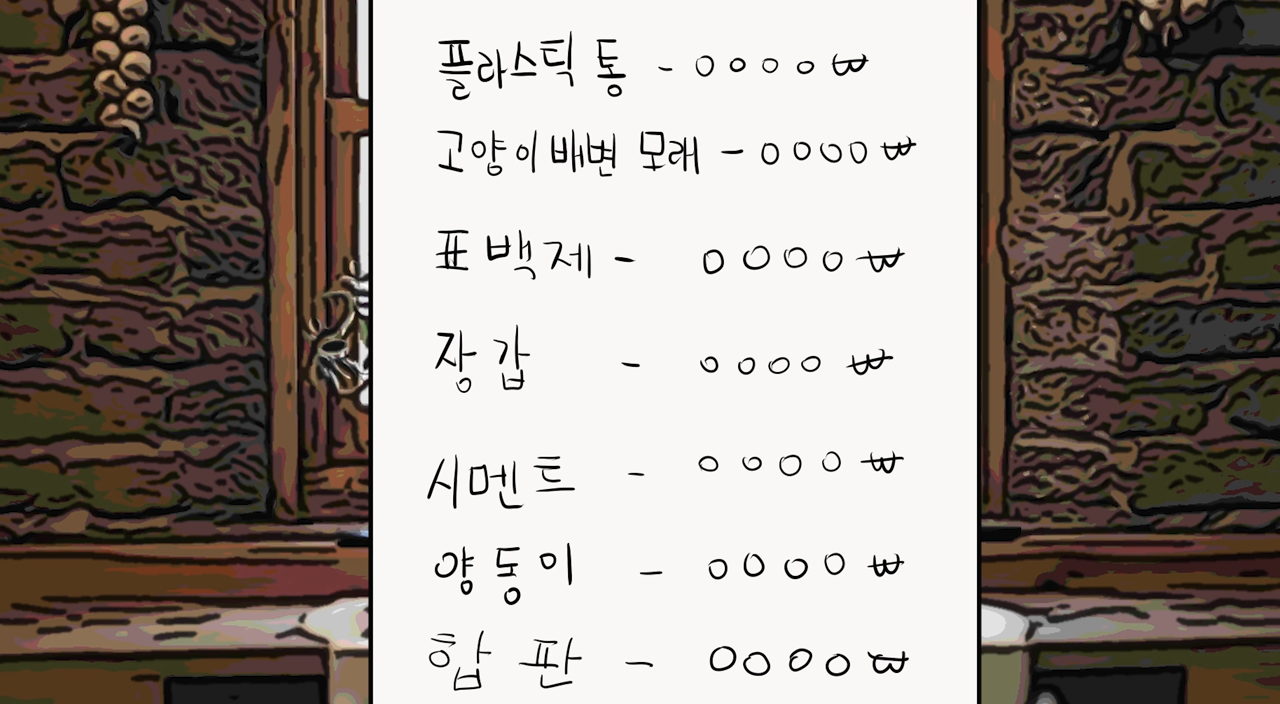 플라스틱 통 - 0000₩
고양이 배변 모래 - 0000₩
표백제 - 0000₩
장갑 - 0000₩
시멘트 - 0000₩
양동이 - 0000₩
합판 - 0000₩